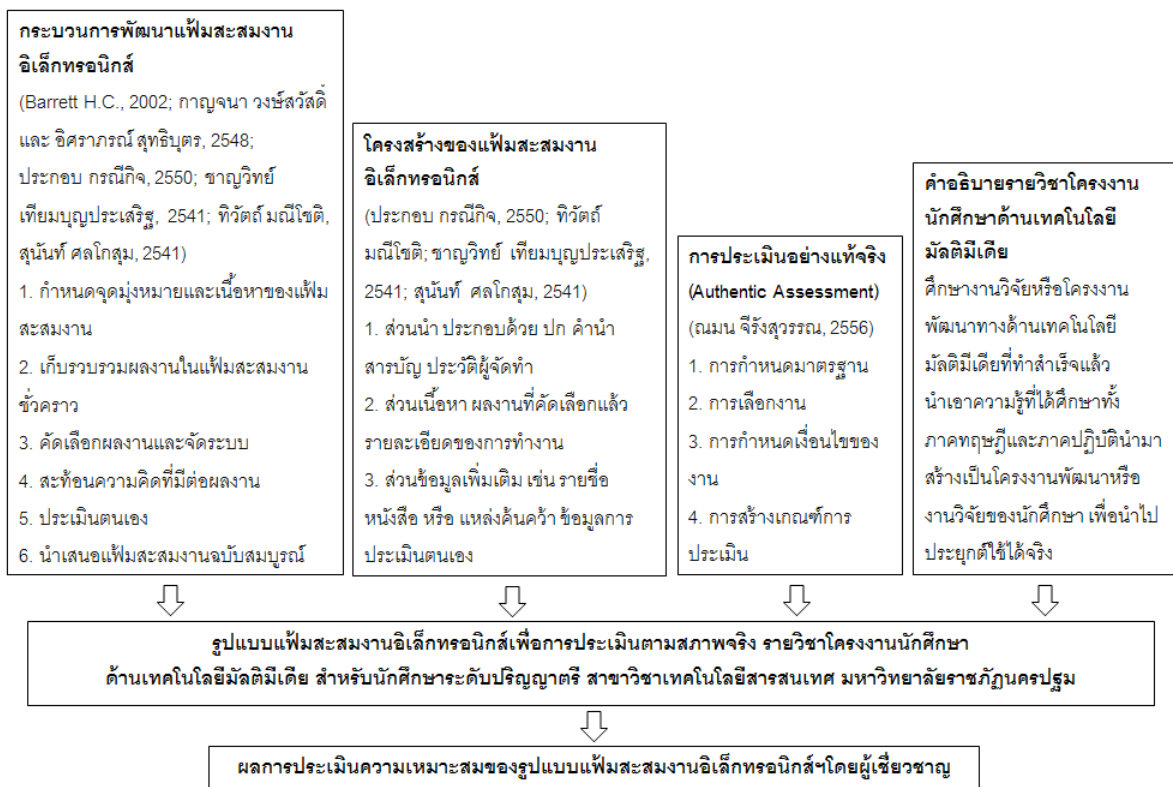 กระบวนการพัฒนาแฟ้มสะสมงาน
อิเล็กทรอนิกส์
(Barrett H.C., 2002; กาญจนา วงษ์สวัสดิ์
และ อิศราภรณ์ สุทธิบุตร, 2548;
ประกอบ กรณีกิจ, 2550; ชาญวิทย์
เทียมบุญประเสริฐ, 2541; ทิวัตถ์ มณีโชติ,
สุนันท์ ศลโกสุม, 2541)
1. กำหนดจุดมุ่งหมายและเนื้อหาของแฟ้ม
สะสมงาน
2. เก็บรวบรวมผลงานในแฟ้มสะสมงาน
ชั่วคราว
3. คัดเลือกผลงานและจัดระบบ
4. สะท้อนความคิดที่มีต่อผลงาน
5. ประเมินตนเอง
6. นำเสนอแฟ้มสะสมงานฉบับสมบูรณ์
โครงสร้างของแฟ้มสะสมงาน
อิเล็กทรอนิกส์
(ประกอบ กรณีกิจ, 2550; ทิวัตถ์
มณีโชติ; ชาญวิทย์ เทียมบุญประเสริฐ,
2541; สุนันท์ ศลโกสุม, 2541)
1. ส่วนนำ ประกอบด้วย ปก คำนำ
สารบัญ ประวัติผู้จัดทำ
2. ส่วนเนื้อหา ผลงานที่คัดเลือกแล้ว
รายละเอียดของการทำงาน
3. ส่วนข้อมูลเพิ่มเติม เช่น รายชื่อ
หนังสือ หรือ แหล่งค้นคว้า ข้อมูลการ
ประเมินตนเอง
การประเมินอย่างแท้จริง
(Authentic Assessment)
(ณมน จีรังสุวรรณ, 2556)
1. การกำหนดมาตรฐาน
2. การเลือกงาน
3. การกำหนดเงื่อนไขของ
งาน
4. การสร้างเกณฑ์การ
ประเมิน
คำอธิบายรายวิชาโครงงาน
นักศึกษาด้านเทคโนโลยี
มัลติมีเดีย
ศึกษางานวิจัยหรือโครงงาน
พัฒนาทางด้านเทคโนโลยี
มัลติมีเดียที่ทำสำเร็จแล้ว
นำเอาความรู้ที่ได้ศึกษาทั้ง
ภาคทฤษฎีและภาคปฏิบัตินำมา
สร้างเป็นโครงงานพัฒนาหรือ
งานวิจัยของนักศึกษา เพื่อนำไป
ประยุกต์ใช้ได้จริง
รูปแบบแฟ้มสะสมงานอิเล็กทรอนิกส์เพื่อการประเมินตามสภาพจริง รายวิชาโครงงานนักศึกษา
ด้านเทคโนโลยีมัลติมีเดีย สำหรับนักศึกษาระดับปริญญาตรี สาขาวิชาเทคโนโลยีสารสนเทศ มหาวิทยาลัยราชภัฏนครปฐม
ผลการประเมินความเหมาะสมของรูปแบบแฟ้มสะสมงานอิเล็กทรอนิกส์ฯโดยผู้เชี่ยวชาญ